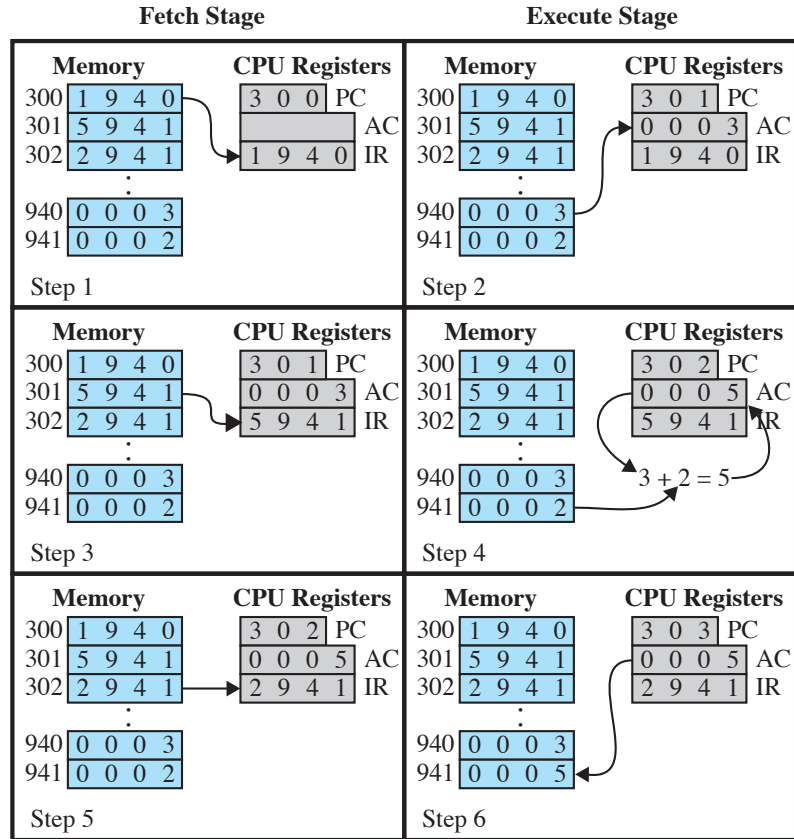 Fetch Stage Execute Stage
Memory CPU Registers
300 1 9 4 0 3 0 0 PC
301 5 9 4 1 AC
302 2 9 4 1 1 9 4 0 IR
:
940 0 0 0 3
941 0 0 0 2
Step 1
Memory CPU Registers
300 1 9 4 0 3 0 1 PC
301 5 9 4 1 0 0 0 3 AC
302 2 9 4 1 1 9 4 0 IR
:
940 0 0 0 3
941 0 0 0 2
Step 2
Memory CPU Registers
300 1 9 4 0 3 0 1 PC
301 5 9 4 1 0 0 0 3 AC
302 2 9 4 1 5 9 4 1 IR
:
940 0 0 0 3
941 0 0 0 2
Step 3
Memory CPU Registers
300 1 9 4 0 3 0 2 PC
301 5 9 4 1 0 0 0 5 AC
302 2 9 4 1 5 9 4 1 IR
:
940 0 0 0 3 3 + 2 = 5
941 0 0 0 2
Step 4
Memory CPU Registers
300 1 9 4 0 3 0 2 PC
301 5 9 4 1 0 0 0 5 AC
302 2 9 4 1 2 9 4 1 IR
:
940 0 0 0 3
941 0 0 0 2
Step 5
Memory CPU Registers
300 1 9 4 0 3 0 3 PC
301 5 9 4 1 0 0 0 5 AC
302 2 9 4 1 2 9 4 1 IR
:
940 0 0 0 3
941 0 0 0 5
Step 6